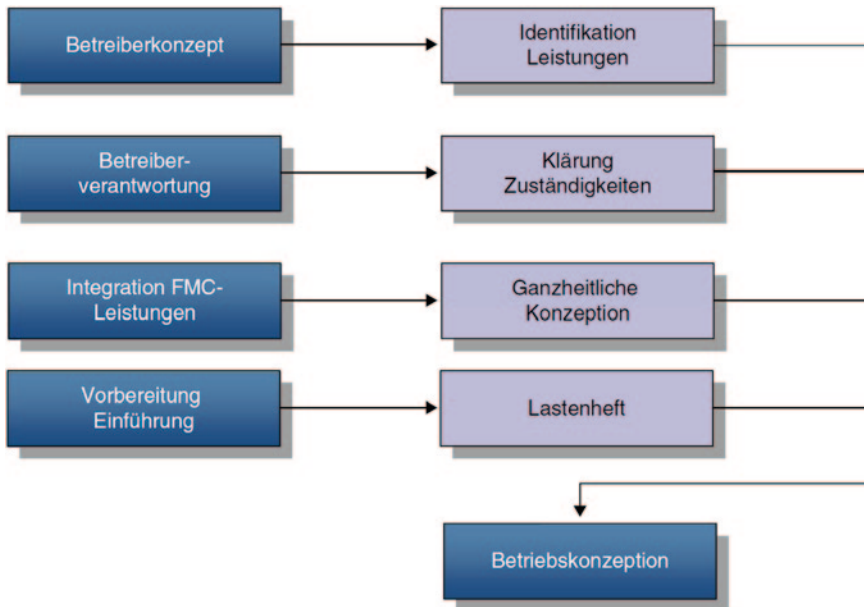 Betreiberkonzept
Identifikation
Leistungen
Betreiber-
verantwortung
Klärung
Zuständigkeiten
Integration FMC-
Leistungen
Ganzheitliche
Konzeption
Vorbereitung
Einführung
Lastenheft
Betriebskonzeption